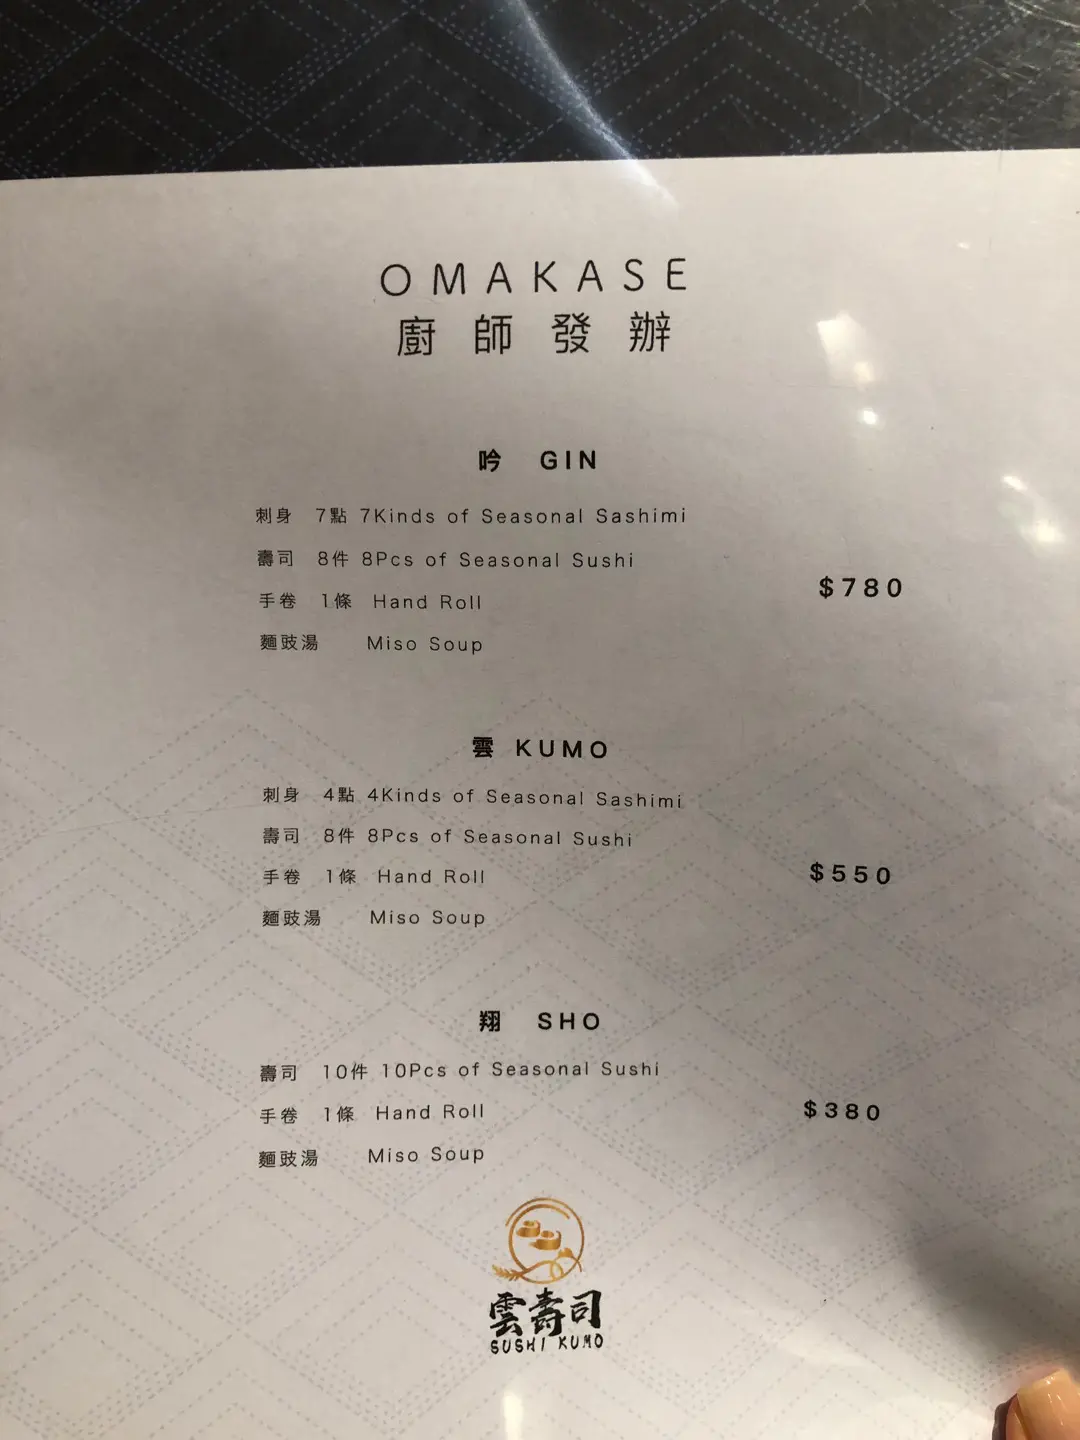 OMAKASE
廚師發辦
吟 GIN
刺身 7點 7Kinds of Seasonal Sashimi
壽司 8件 8Pcs of Seasonal Sushi
手卷 1條 Hand Roll
麵豉湯 Miso Soup
$780
雲 KUMO
刺身 4點 4Kinds of Seasonal Sashimi
壽司 8件 8Pcs of Seasonal Sushi
手卷 1條 Hand Roll
麵豉湯 Miso Soup
$550
翔 SHO
壽司 10件 10Pcs of Seasonal Sushi
手卷 1條 Hand Roll
麵豉湯 Miso Soup
$380
雲壽司
SUSHI KUMO